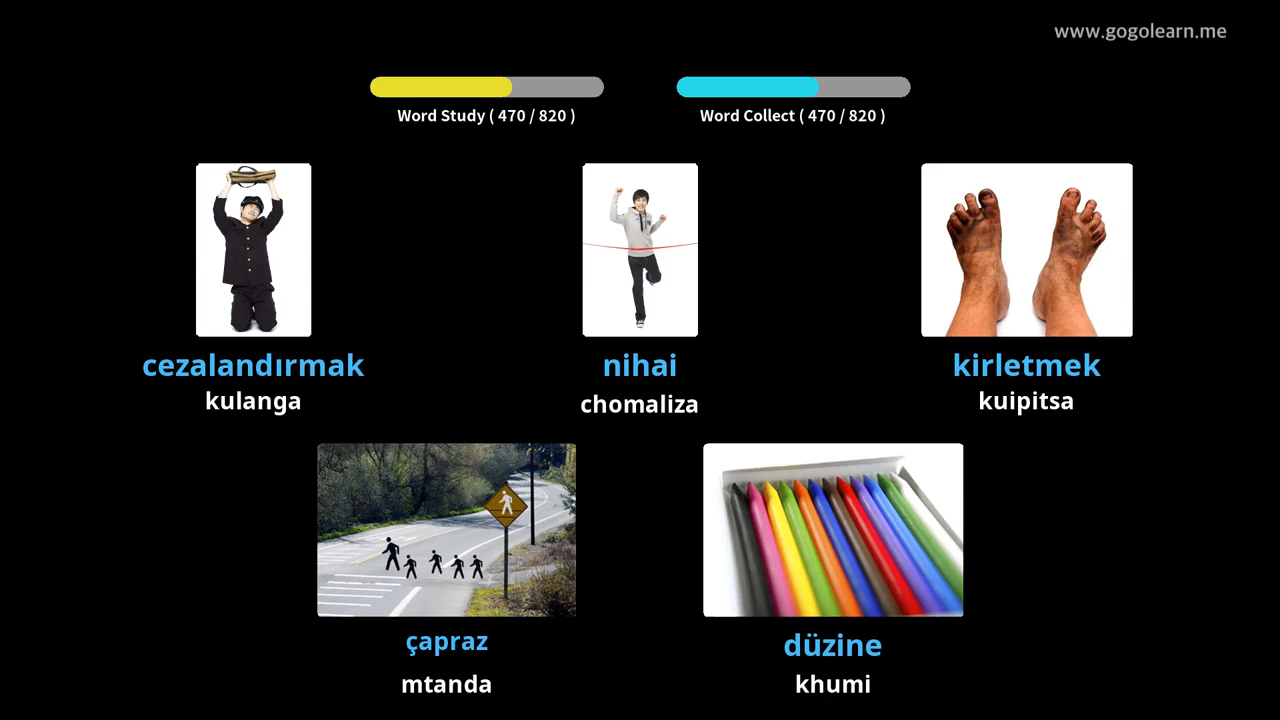 www.gogolearn.me
Word Study ( 470 / 820 )
Word Collect ( 470 / 820 )
cezalandırmak
kulanga
nihai
chomaliza
kirletmek
kuipitsa
çapraz
mtanda
düzine
khumi